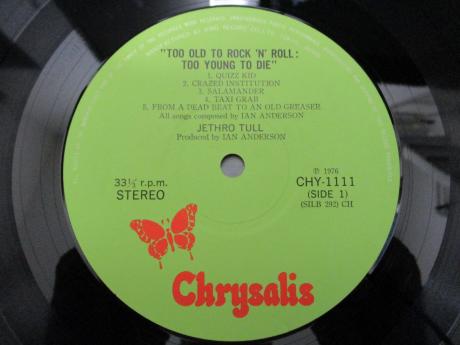 "TOO OLD TO ROCK 'N' ROLL:
TOO YOUNG TO DIE"
1. QUIZZ KID
2. CRAZED INSTITUTION
3. SALAMANDER
4. TAXI GRAB
5. FROM A DEAD BEAT TO AN OLD GREASER
All songs composed by IAN ANDERSON
JETHRO TULL
Produced by IAN ANDERSON
33⅓ r.p.m.
STEREO
℗ 1976
CHY-1111
(SIDE 1)
(SILB 292) CH
Chrysalis